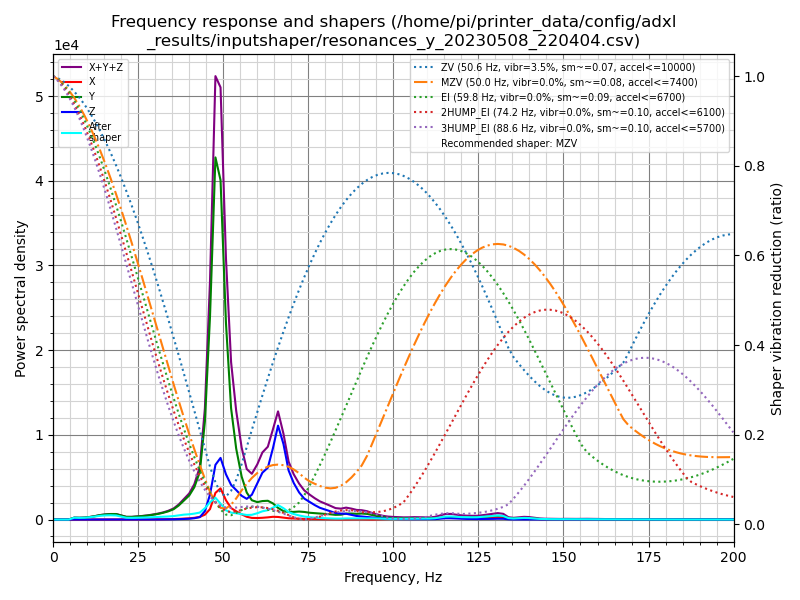 Frequency response and shapers (/home/pi/printer_data/config/adxl
_results/inputshaper/resonances_y_20230508_220404.csv)
1e4
X+Y+Z
X
Y
Z
After
shaper
ZV (50.6 Hz, vibr=3.5%, sm~=0.07, accel<=10000)
MZV (50.0 Hz, vibr=0.0%, sm~=0.08, accel<=7400)
EI (59.8 Hz, vibr=0.0%, sm~=0.09, accel<=6700)
2HUMP_EI (74.2 Hz, vibr=0.0%, sm~=0.10, accel<=6100)
3HUMP_EI (88.6 Hz, vibr=0.0%, sm~=0.10, accel<=5700)
Recommended shaper: MZV
Power spectral density
5
4
3
2
1
0
1.0
0.8
0.6
0.4
0.2
0.0
Shaper vibration reduction (ratio)
0 25 50 75 100 125 150 175 200
Frequency, Hz